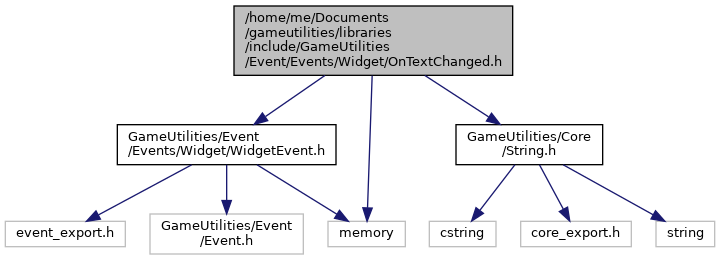 /home/me/Documents
/gameutilities/libraries
/include/GameUtilities
/Event/Events/Widget/OnTextChanged.h
GameUtilities/Event
/Events/Widget/WidgetEvent.h
GameUtilities/Core
/String.h
event_export.h
GameUtilities/Event
/Event.h
memory
cstring
core_export.h
string